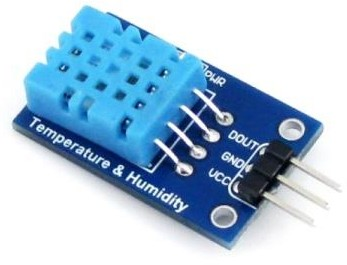 PWR
DOUT
GND
VCC
Temperature & Humidity